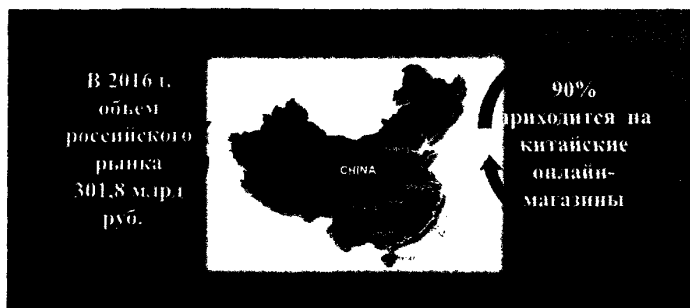 В 2016 г.
объем
российского
рынка
301,8 млрд
руб.
CHINA
90%
приходится на
китайские
онлайн-
магазины